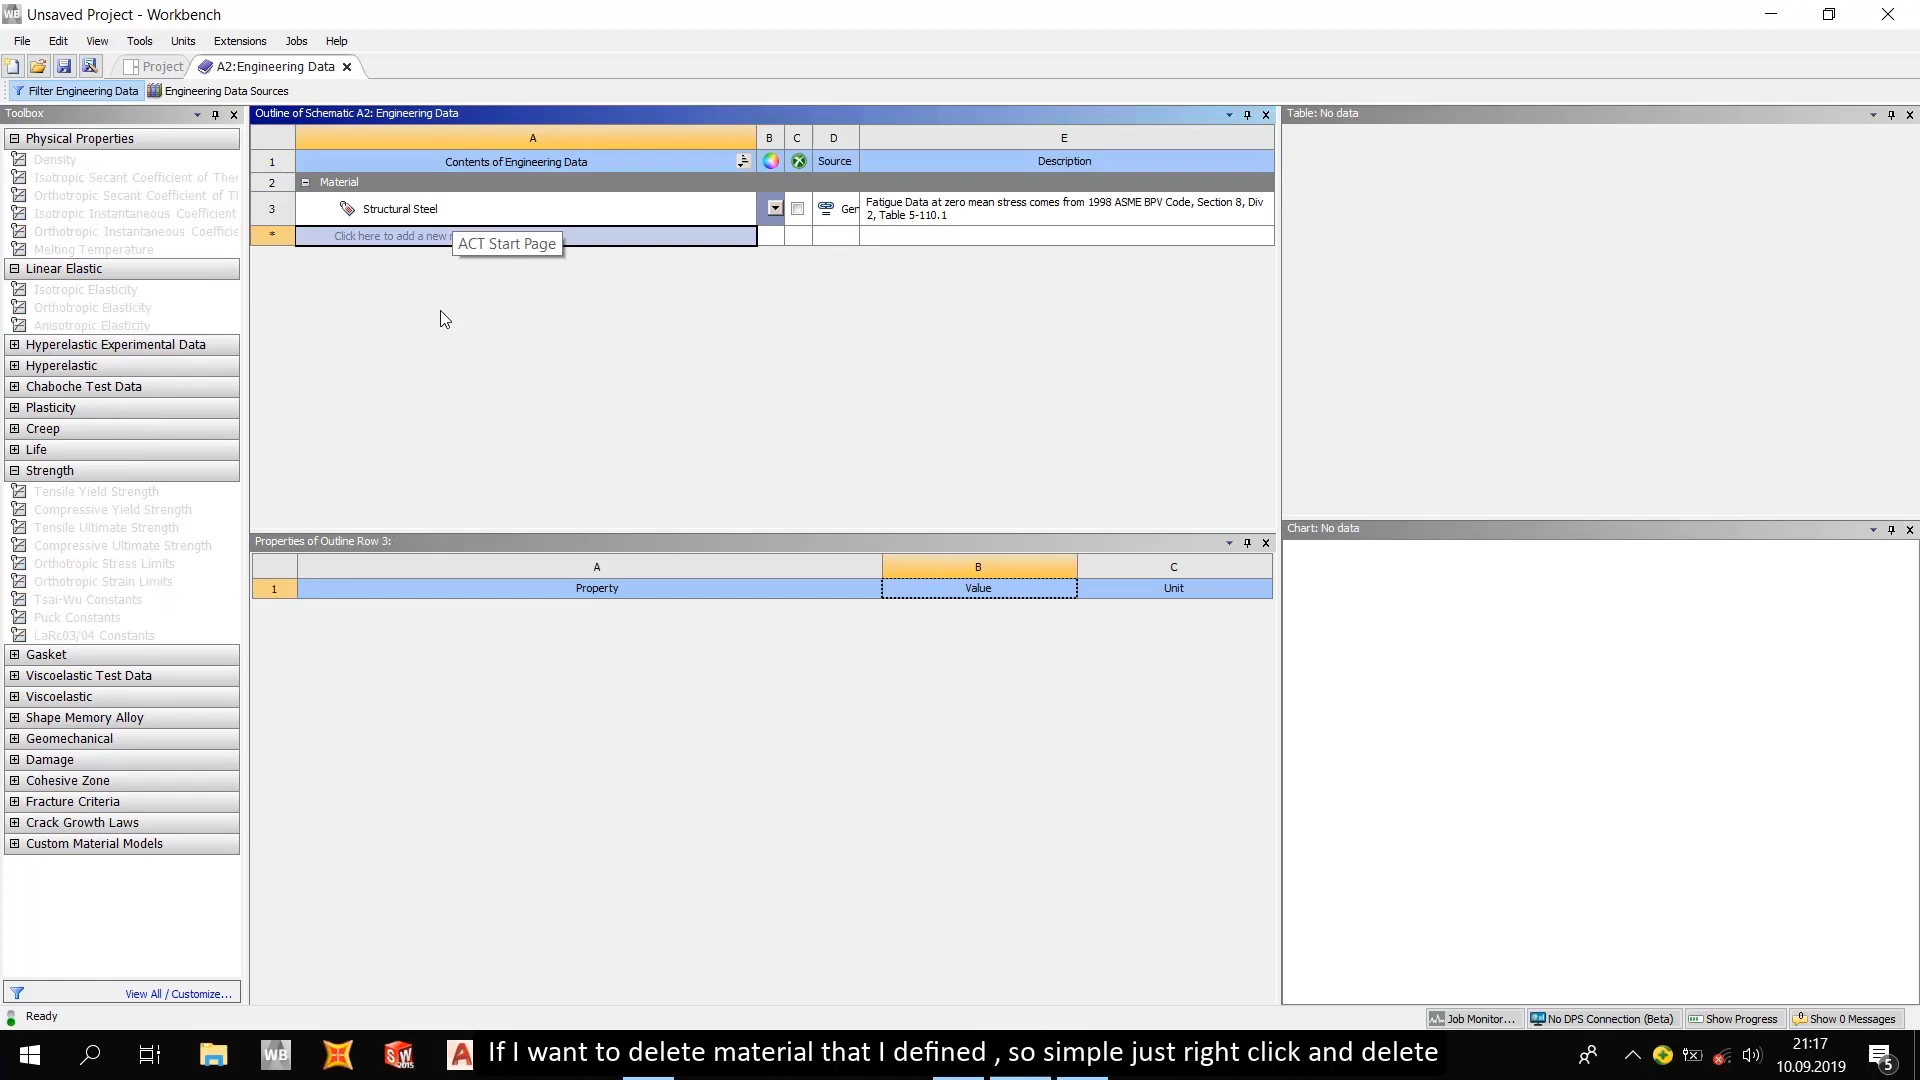 WB Unsaved Project - Workbench
File Edit View Tools Units Extensions Jobs Help
Project A2:Engineering Data
Filter Engineering Data Engineering Data Sources
Toolbox
Physical Properties
Density
Isotropic Secant Coefficient of Ther
Orthotropic Secant Coefficient of T
Isotropic Instantaneous Coefficient
Orthotropic Instantaneous Coefficie
Melting Temperature
Linear Elastic
Isotropic Elasticity
Orthotropic Elasticity
Anisotropic Elasticity
Hyperelastic Experimental Data
Hyperelastic
Chaboche Test Data
Plasticity
Creep
Life
Strength
Tensile Yield Strength
Compressive Yield Strength
Tensile Ultimate Strength
Compressive Ultimate Strength
Orthotropic Stress Limits
Orthotropic Strain Limits
Tsai-Wu Constants
Puck Constants
LaRc03/04 Constants
Gasket
Viscoelastic Test Data
Viscoelastic
Shape Memory Alloy
Geomechanical
Damage
Cohesive Zone
Fracture Criteria
Crack Growth Laws
Custom Material Models
View All / Customize...
Outline of Schematic A2: Engineering Data
A B C D E
1 Contents of Engineering Data Source Description
2 Material
3 Structural Steel Ger Fatigue Data at zero mean stress comes from 1998 ASME BPV Code, Section 8, Div
2, Table 5-110.1
* Click here to add a new
ACT Start Page
Properties of Outline Row 3:
A B C
1 Property Value Unit
Table: No data
Chart: No data
Ready
Job Monitor... No DPS Connection (Beta) Show Progress Show 0 Messages
WB SW 2015 A
If I want to delete material that I defined , so simple just right click and delete
21:17
10.09.2019
5